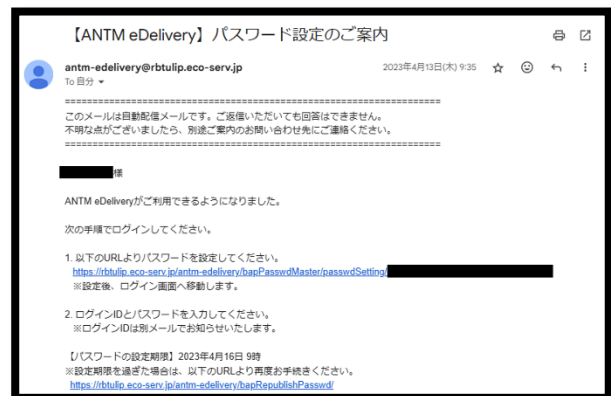 【ANTM eDelivery】パスワード設定のご案内
antm-edelivery@rbtulip.eco-serv.jp
2023年4月13日(木) 9:35
To 自分
==================================================================
このメールは自動配信メールです。ご返信いただいても回答はできません。
不明な点がございましたら、別途ご案内のお問い合わせ先にご連絡ください。
==================================================================
様
ANTM eDeliveryがご利用できるようになりました。
次の手順でログインしてください。
1. 以下のURLよりパスワードを設定してください。
https://rbtulip.eco-serv.jp/antm-edelivery/bapPasswdMaster/passwdSetting/
※設定後、ログイン画面へ移動します。
2. ログインIDとパスワードを入力してください。
※ログインIDは別メールでお知らせいたします。
【パスワードの設定期限】2023年4月16日 9時
※設定期限を過ぎた場合は、以下のURLより再度お手続きください。
https://rbtulip.eco-serv.jp/antm-edelivery/bapRepublishPasswd/